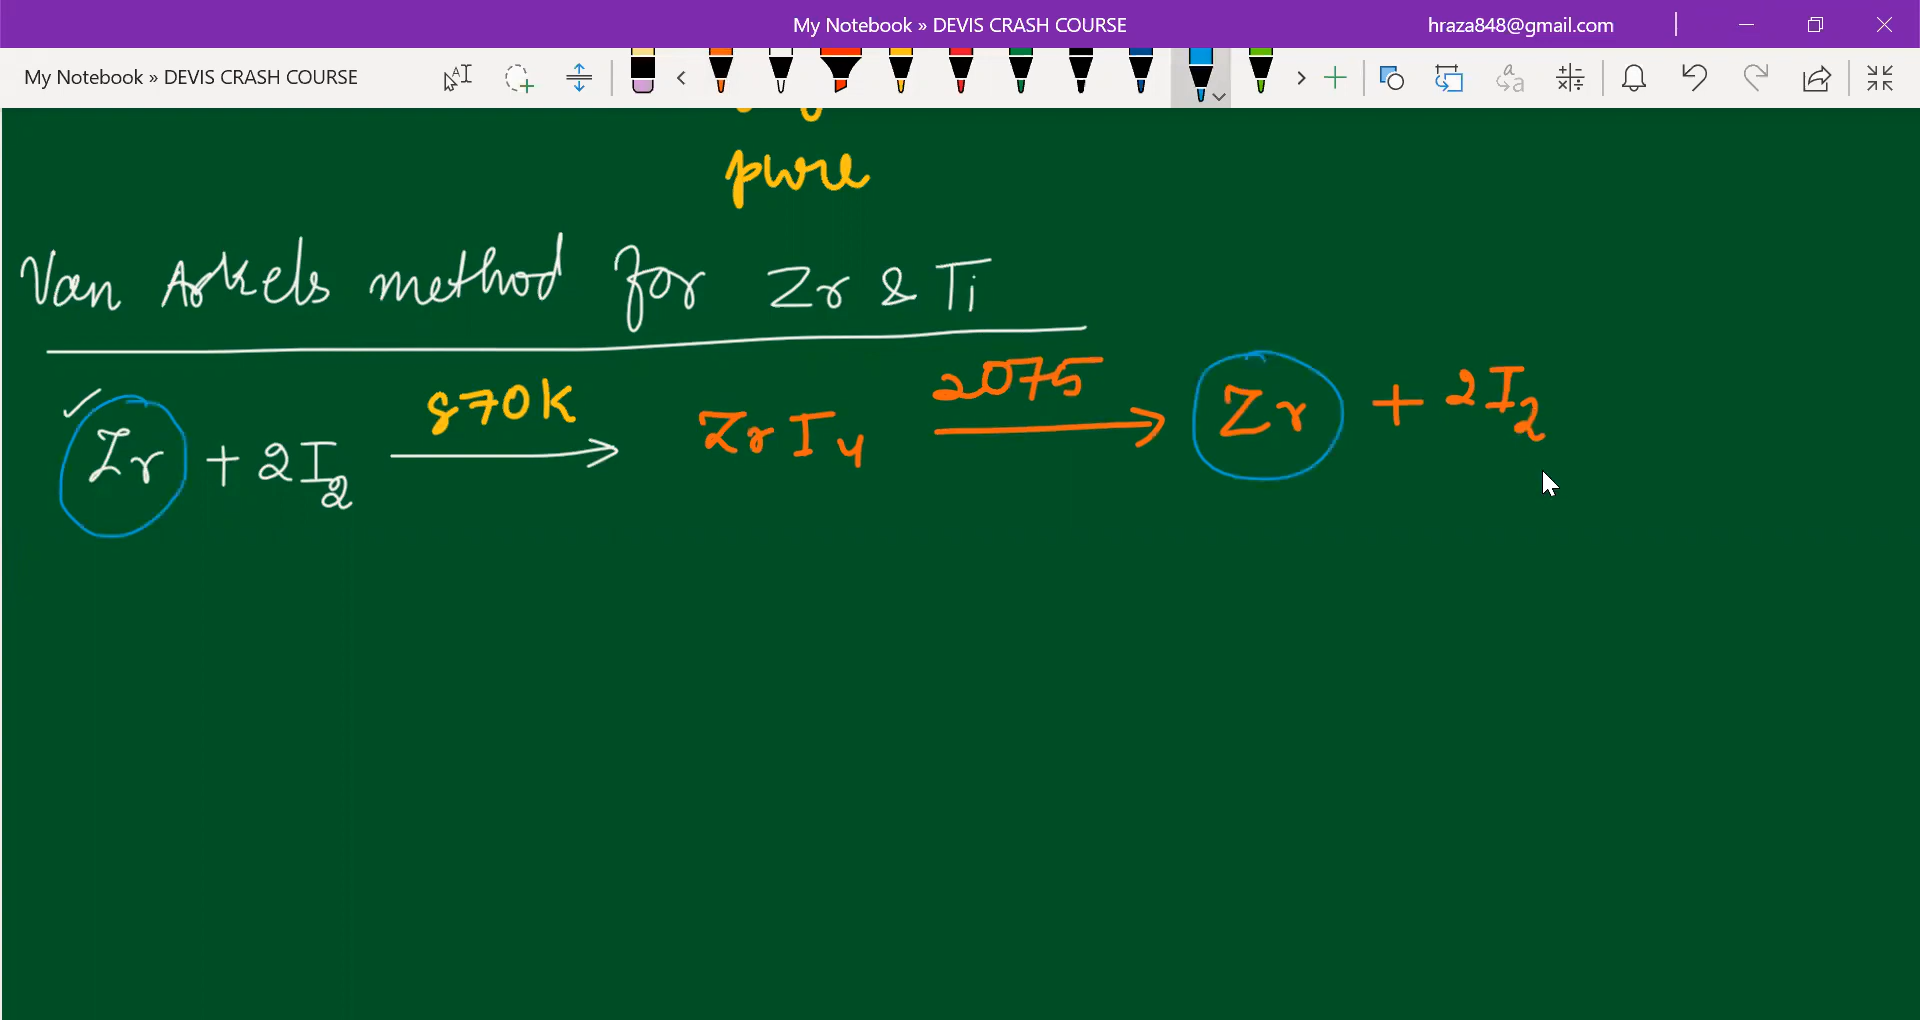 My Notebook » DEVIS CRASH COURSE
hraza848@gmail.com
My Notebook » DEVIS CRASH COURSE
pure
Van Arkels method for Zr & Ti
Zr + 2I₂ 870K ⟶ ZrI₄ 2075 ⟶ Zr + 2I₂